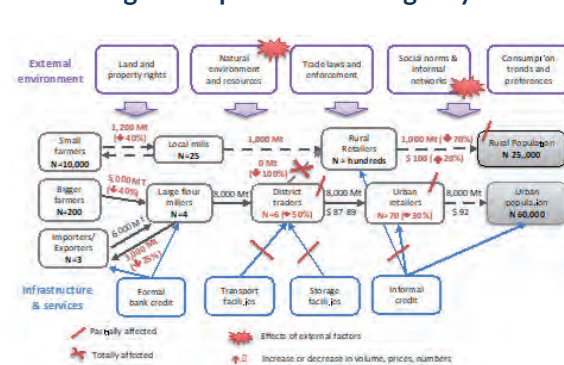 External
environment
Land and
property rights
Natural
environment
and resources
Trade laws and
enforcement
Social norms &
informal
networks
Consumption
trends and
preferences
Small
farmers
N=10,000
1,200 Mt
(40%)
Local mills
N=25
1,000 Mt
Rural
Retailers
N = hundreds
1,000 Mt (70%)
$ 100 (20%)
Rural Population
N 25,,000
0 Mt
(100%)
Bigger
farmers
N=200
5,000 Mt
(40%)
Large flour
millers
N=4
8,000 Mt
District
traders
N=6 (50%)
8,000 Mt
$ 87-89
Urban
retailers
N=70 (30%)
8,000 Mt
$ 92
Urban
population
N 60,000
Importers/
Exporters
N=3
6,000 Mt
3,000 Mt
Infrastructure
& services
Formal
bank credit
Transport
facilities
Storage
facilities
Informal
credit
Partially affected
Totally affected
Effects of external factors
Increase or decrease in volume, prices, numbers